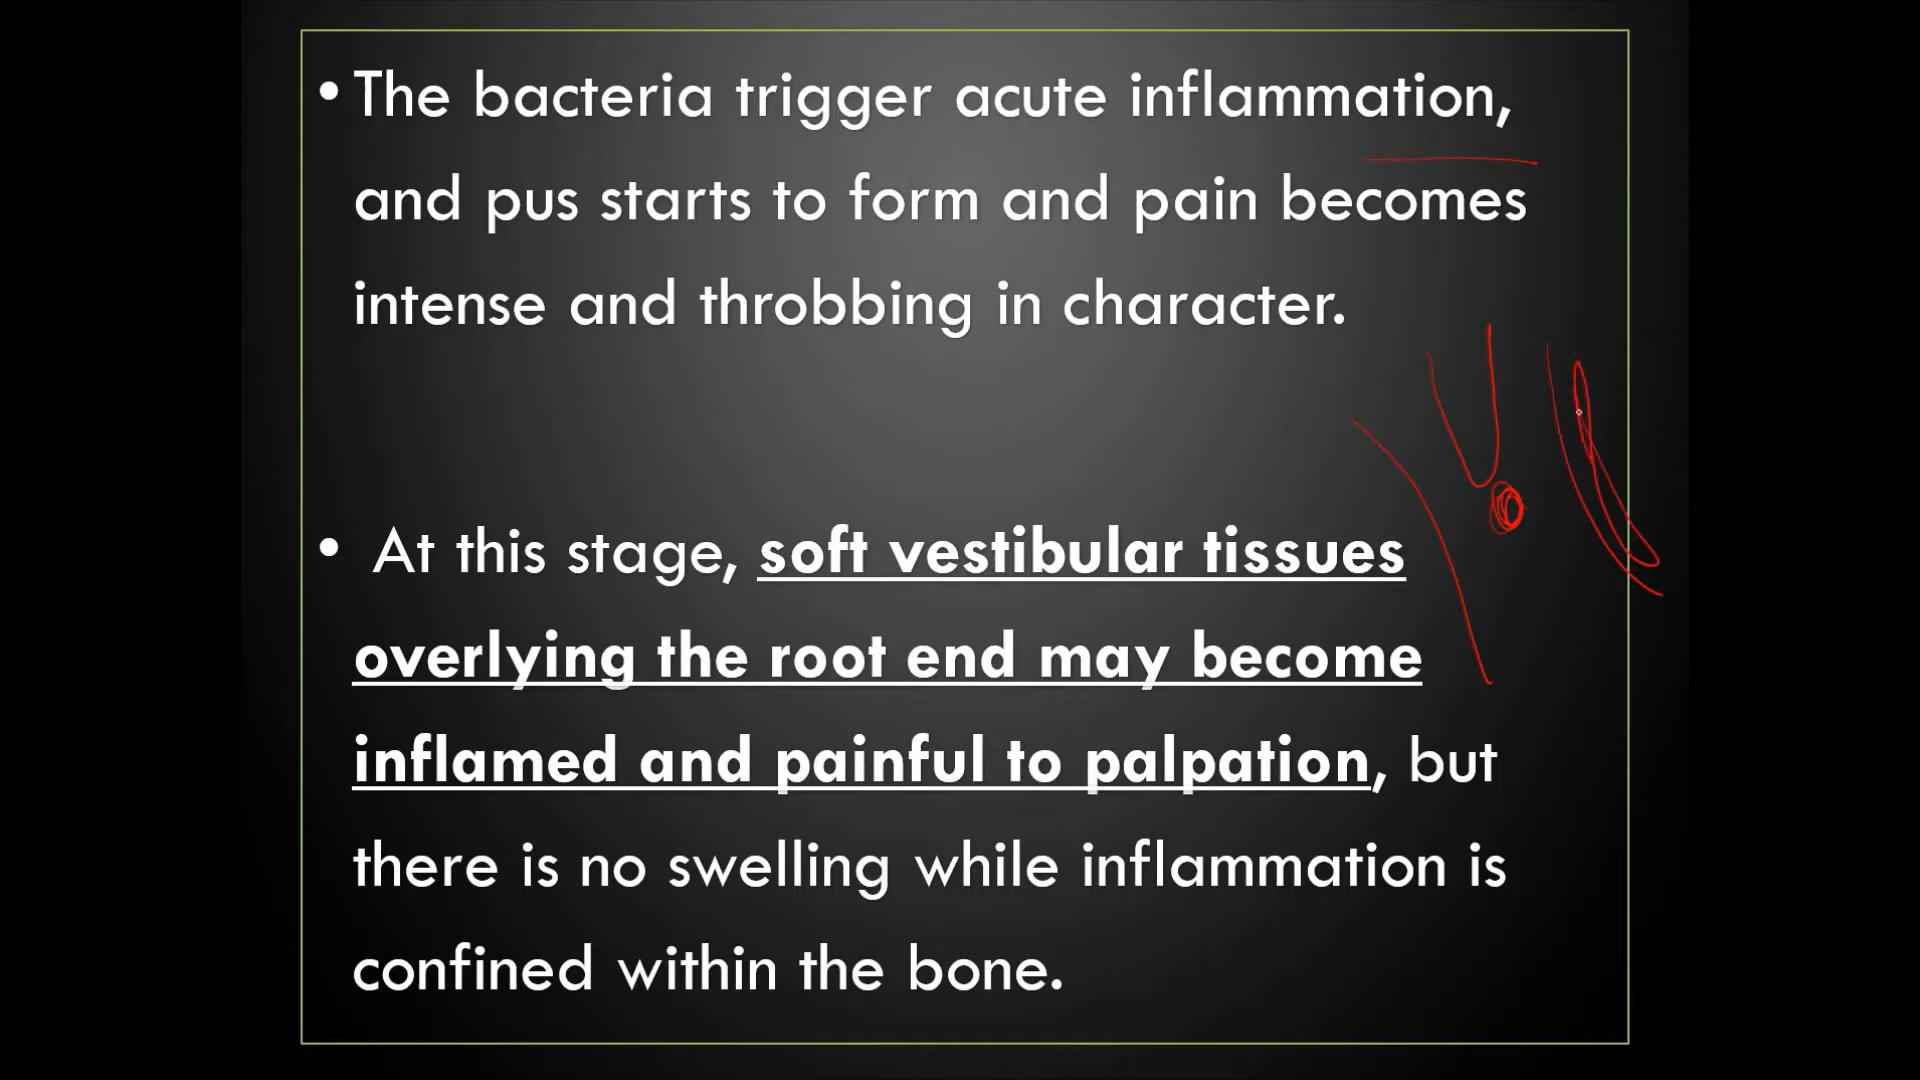 • The bacteria trigger acute inflammation,
and pus starts to form and pain becomes
intense and throbbing in character.
• At this stage, soft vestibular tissues
overlying the root end may become
inflamed and painful to palpation, but
there is no swelling while inflammation is
confined within the bone.